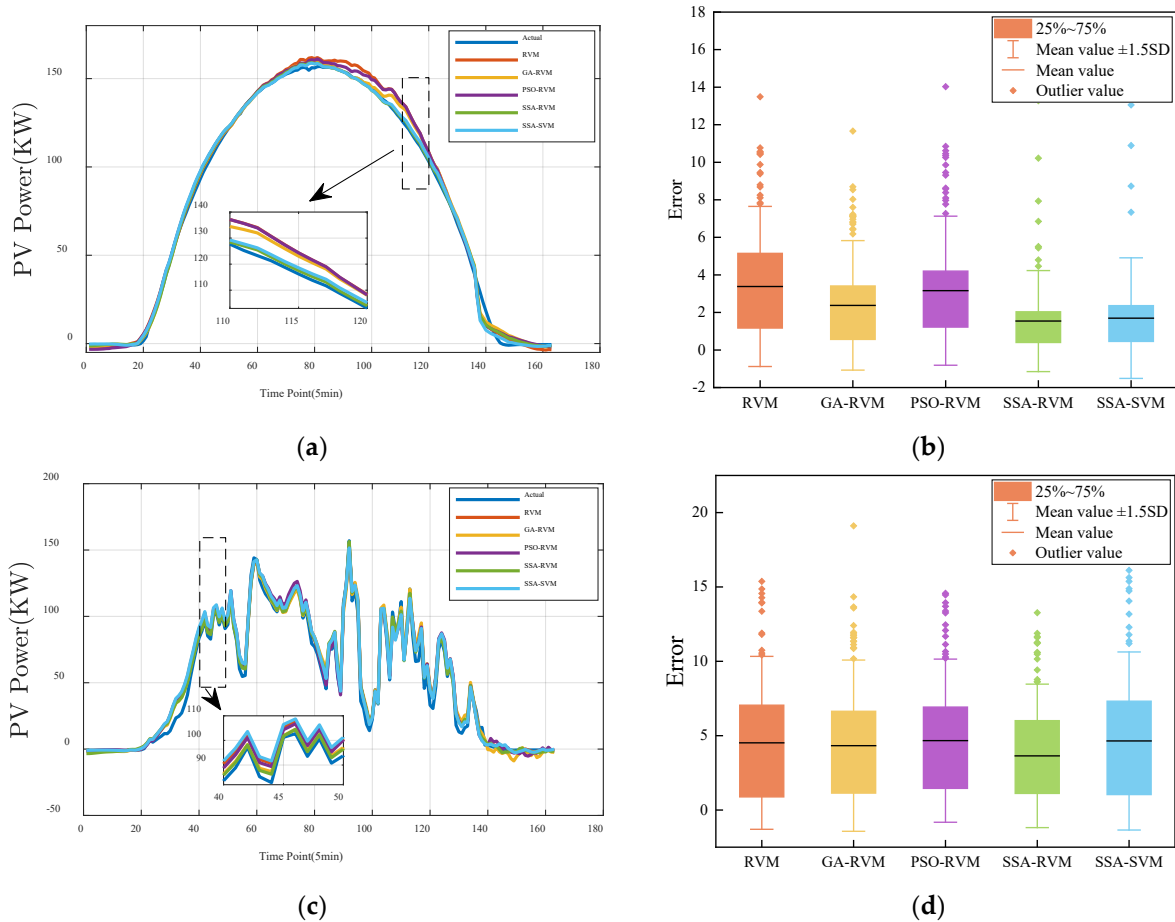 PV Power(KW)
150
100
50
0
0
20
40
60
80
100
120
140
160
180
Time Point(5min)
Actual
RVM
GA-RVM
PSO-RVM
SSA-RVM
SSA-SVM
140
130
120
110
110
115
120
(a)
Error
18
16
14
12
10
8
6
4
2
0
-2
RVM
GA-RVM
PSO-RVM
SSA-RVM
SSA-SVM
25%~75%
Mean value ±1.5SD
Mean value
Outlier value
(b)
PV Power(KW)
200
150
100
50
0
-50
0
20
40
60
80
100
120
140
160
180
Time Point(5min)
Actual
RVM
GA-RVM
PSO-RVM
SSA-RVM
SSA-SVM
110
100
90
40
45
50
(c)
Error
20
15
10
5
0
RVM
GA-RVM
PSO-RVM
SSA-RVM
SSA-SVM
25%~75%
Mean value ±1.5SD
Mean value
Outlier value
(d)